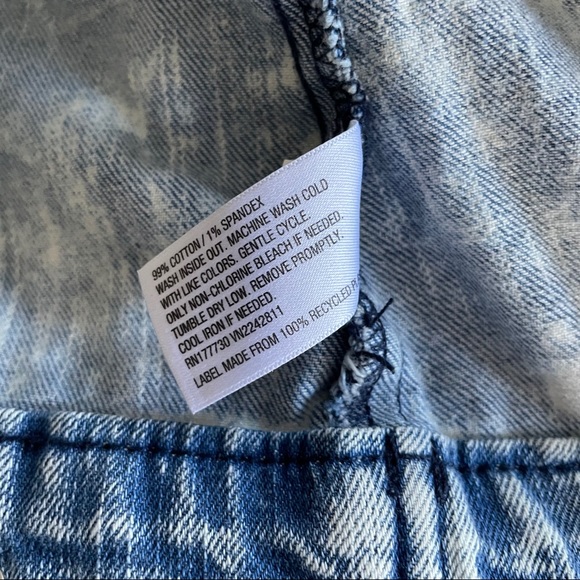 99% COTTON / 1% SPANDEX
WASH INSIDE OUT. MACHINE WASH COLD
WITH LIKE COLORS. GENTLE CYCLE.
ONLY NON-CHLORINE BLEACH IF NEEDED.
TUMBLE DRY LOW. REMOVE PROMPTLY.
COOL IRON IF NEEDED.
RN177730 VN2242811
LABEL MADE FROM 100% RECYCLED